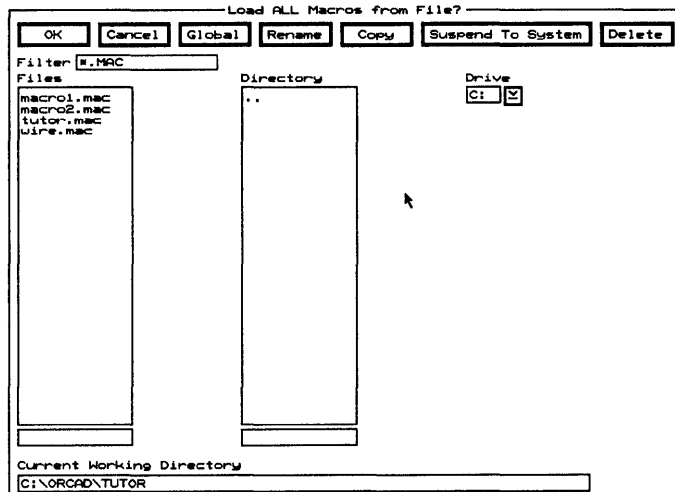 Load ALL Macros from File?
OK Cancel Global Rename Copy Suspend To System Delete
Filter *.MAC
Files Directory Drive
macro1.mac .. C:
macro2.mac
tutor.mac
wire.mac
Current Working Directory
C:\ORCAD\TUTOR